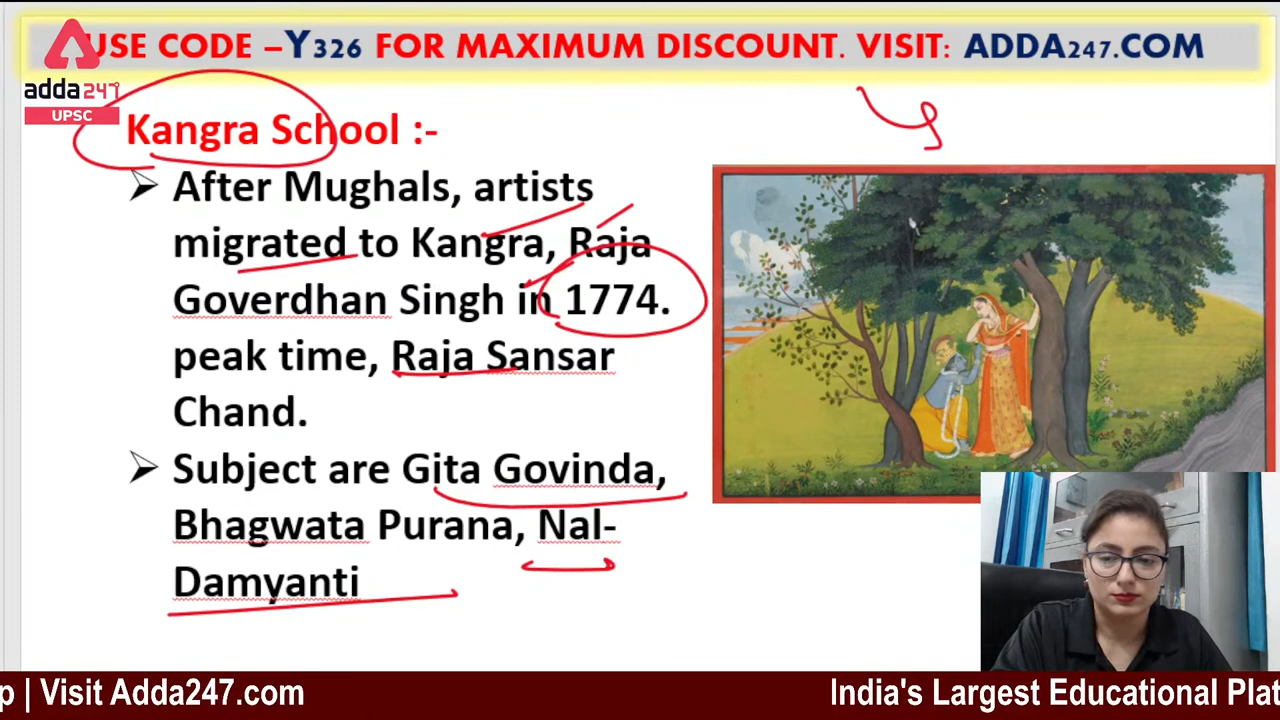 USE CODE –Y326 FOR MAXIMUM DISCOUNT. VISIT: ADDA247.COM
adda247
UPSC
Kangra School :-
After Mughals, artists
migrated to Kangra, Raja
Goverdhan Singh in 1774.
peak time, Raja Sansar
Chand.
Subject are Gita Govinda,
Bhagwata Purana, Nal-
Damyanti
p | Visit Adda247.com
India's Largest Educational Plat